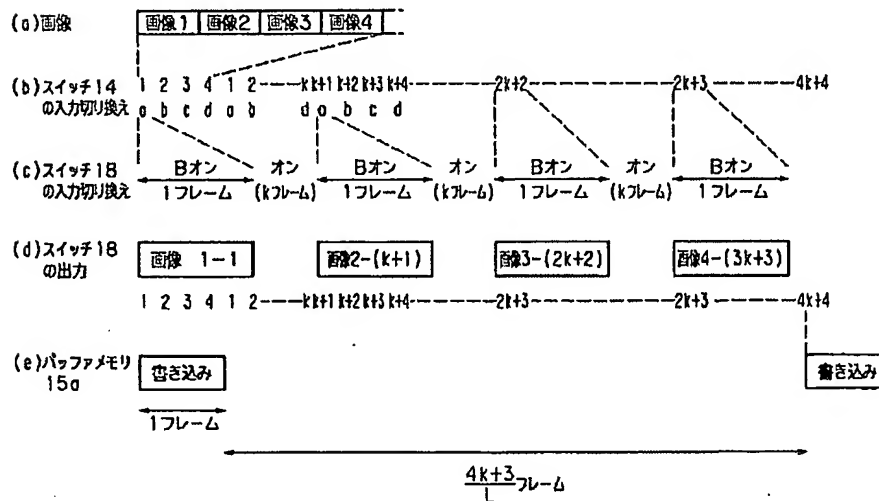 (a)画像 画像1 画像2 画像3 画像4
(b)スイッチ14 1 2 3 4 1 2 k k+1 k+2 k+3 k+4 2k+2 2k+3 4k+4
の入力切り換え a b c d a b d a b c d
(c)スイッチ18 Bオン オン Bオン オン Bオン オン Bオン
の入力切り換え 1フレーム (kフレーム) 1フレーム (kフレーム) 1フレーム (kフレーム) 1フレーム
(d)スイッチ18 画像 1-1 画像2-(k+1) 画像3-(2k+2) 画像4-(3k+3)
の出力
1 2 3 4 1 2 k k+1 k+2 k+3 k+4 2k+3 2k+3 4k+4
(e)バッファメモリ 書き込み 書き込み
15a
1フレーム
4k+3フレーム